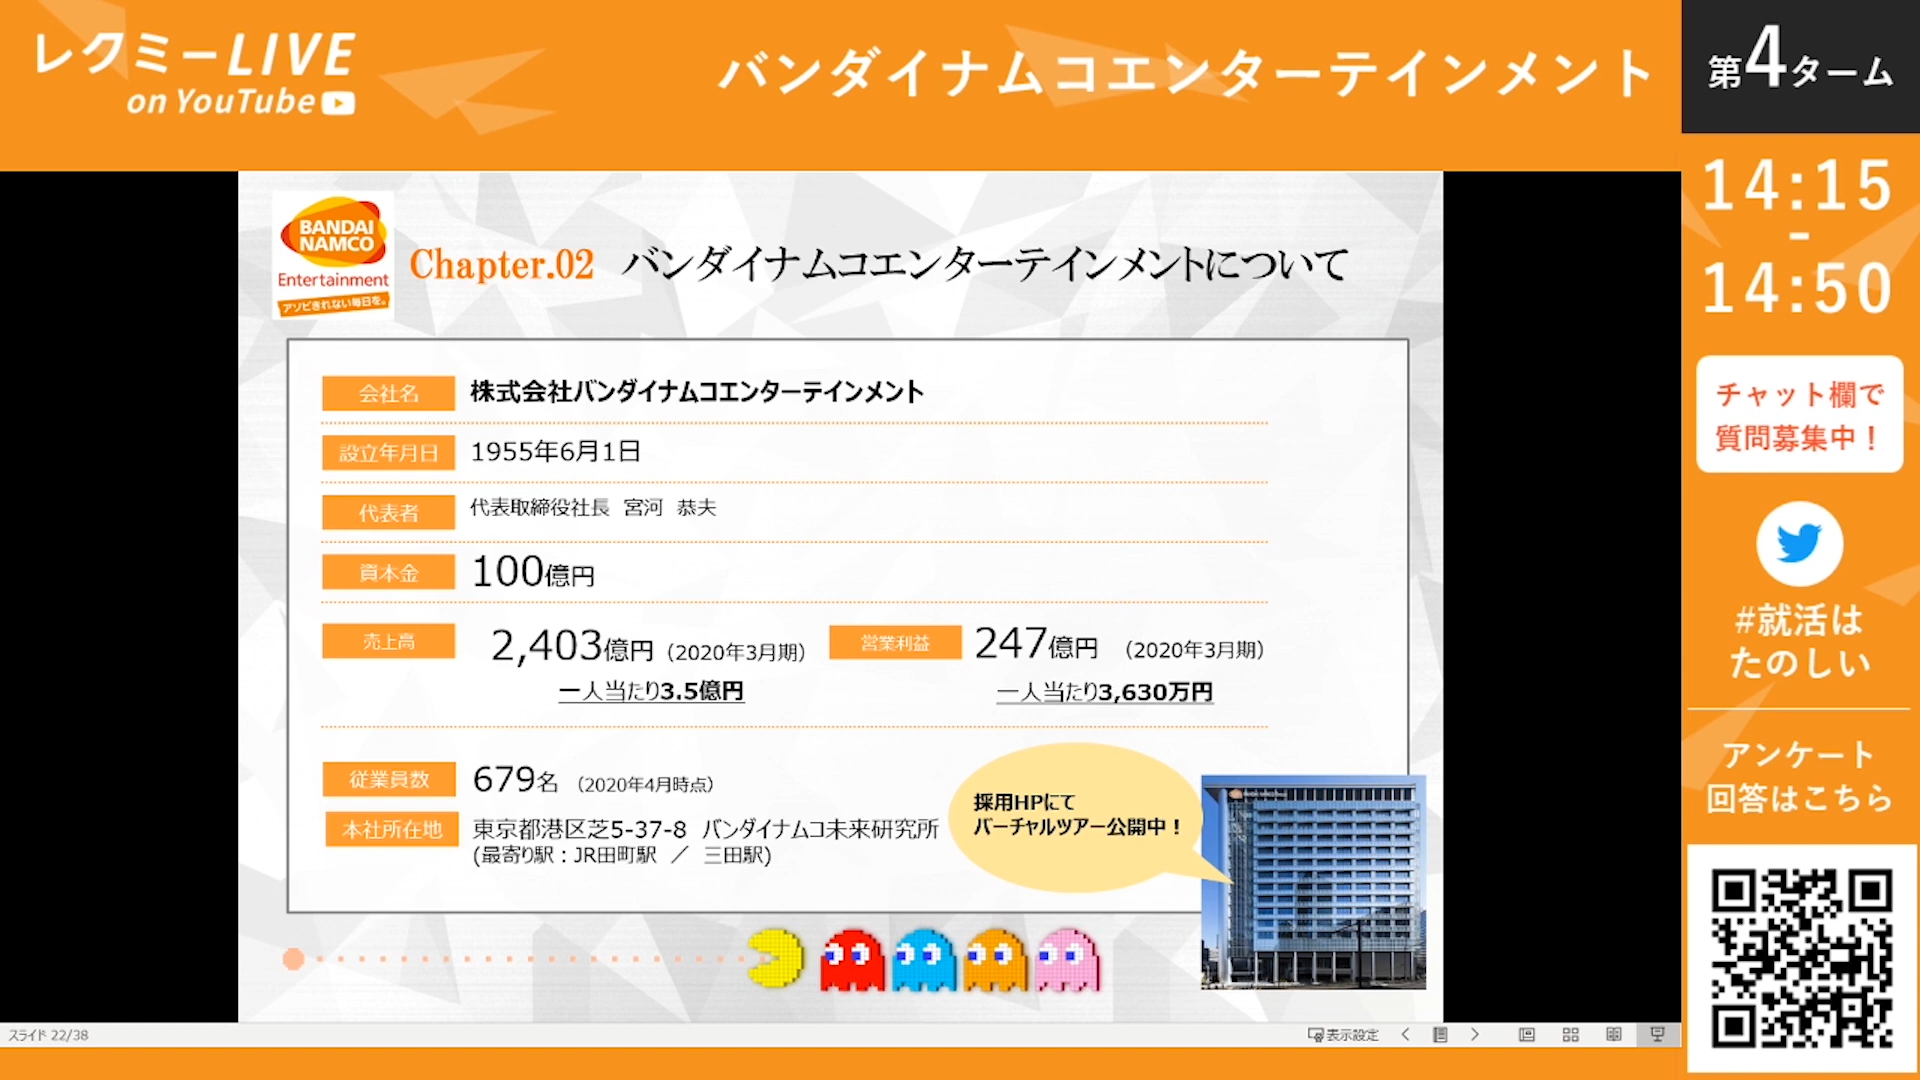 レクミーLIVE
on YouTube
バンダイナムコエンターテインメント
第4ターム
14:15
-
14:50
チャット欄で
質問募集中！
#就活は
たのしい
アンケート
回答はこちら
BANDAI
NAMCO
Entertainment
アソビきれない毎日を。
Chapter.02 バンダイナムコエンターテインメントについて
会社名 株式会社バンダイナムコエンターテインメント
設立年月日 1955年6月1日
代表者 代表取締役社長 宮河 恭夫
資本金 100億円
売上高 2,403億円（2020年3月期） 営業利益 247億円 （2020年3月期）
一人当たり3.5億円 一人当たり3,630万円
従業員数 679名 （2020年4月時点）
本社所在地 東京都港区芝5-37-8 バンダイナムコ未来研究所
(最寄り駅：JR田町駅 ／ 三田駅)
採用HPにて
バーチャルツアー公開中！
スライド 22/38
表示設定